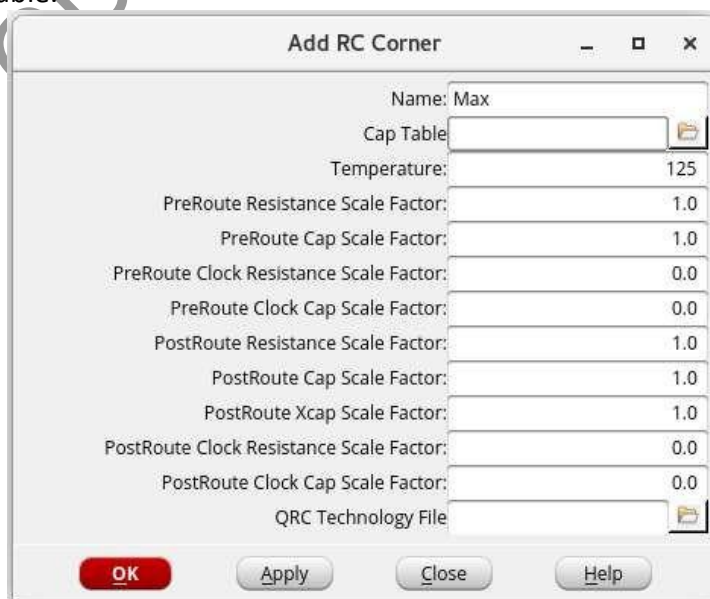 Add RC Corner
Name: Max
Cap Table
Temperature: 125
PreRoute Resistance Scale Factor: 1.0
PreRoute Cap Scale Factor: 1.0
PreRoute Clock Resistance Scale Factor: 0.0
PreRoute Clock Cap Scale Factor: 0.0
PostRoute Resistance Scale Factor: 1.0
PostRoute Cap Scale Factor: 1.0
PostRoute Xcap Scale Factor: 1.0
PostRoute Clock Resistance Scale Factor: 0.0
PostRoute Clock Cap Scale Factor: 0.0
QRC Technology File
OK Apply Close Help